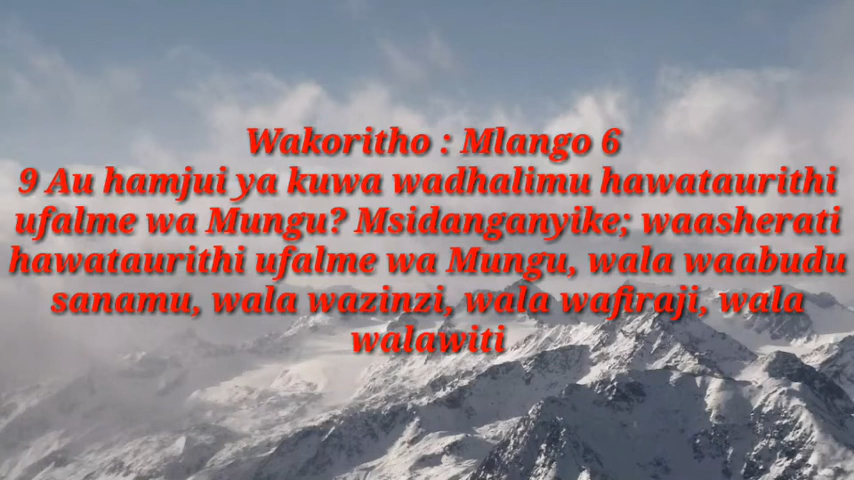 Wakoritho : Mlango 6
9 Au hamjui ya kuwa wadhalimu hawataurithi
ufalme wa Mungu? Msidanganyike; waasherati
hawataurithi ufalme wa Mungu, wala waabudu
sanamu, wala wazinzi, wala wafiraji, wala
walawiti